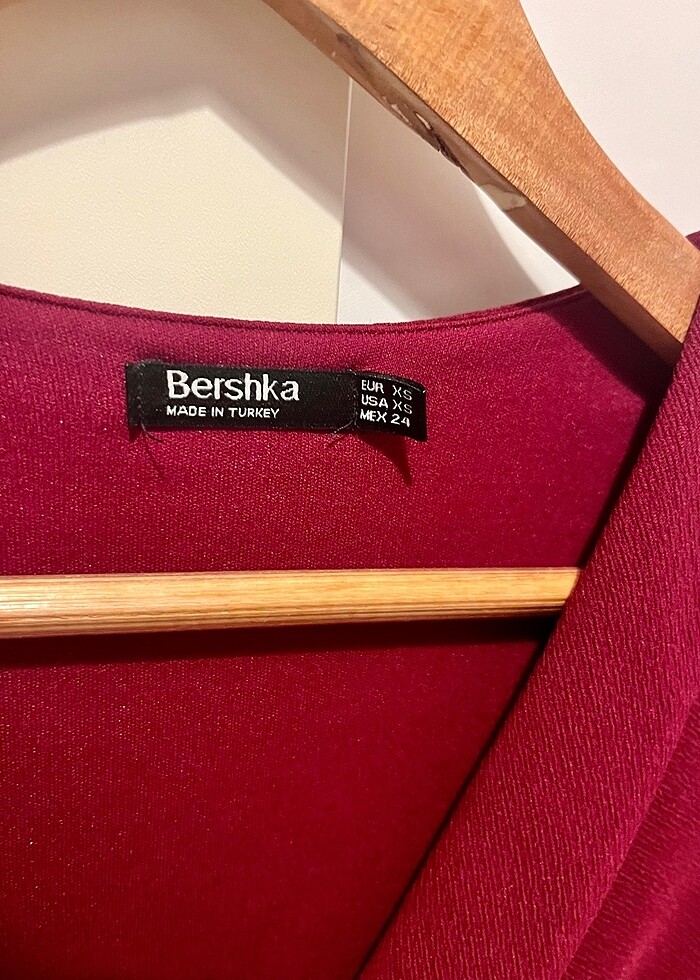 Bershka
MADE IN TURKEY
EUR XS
USA XS
MEX 24